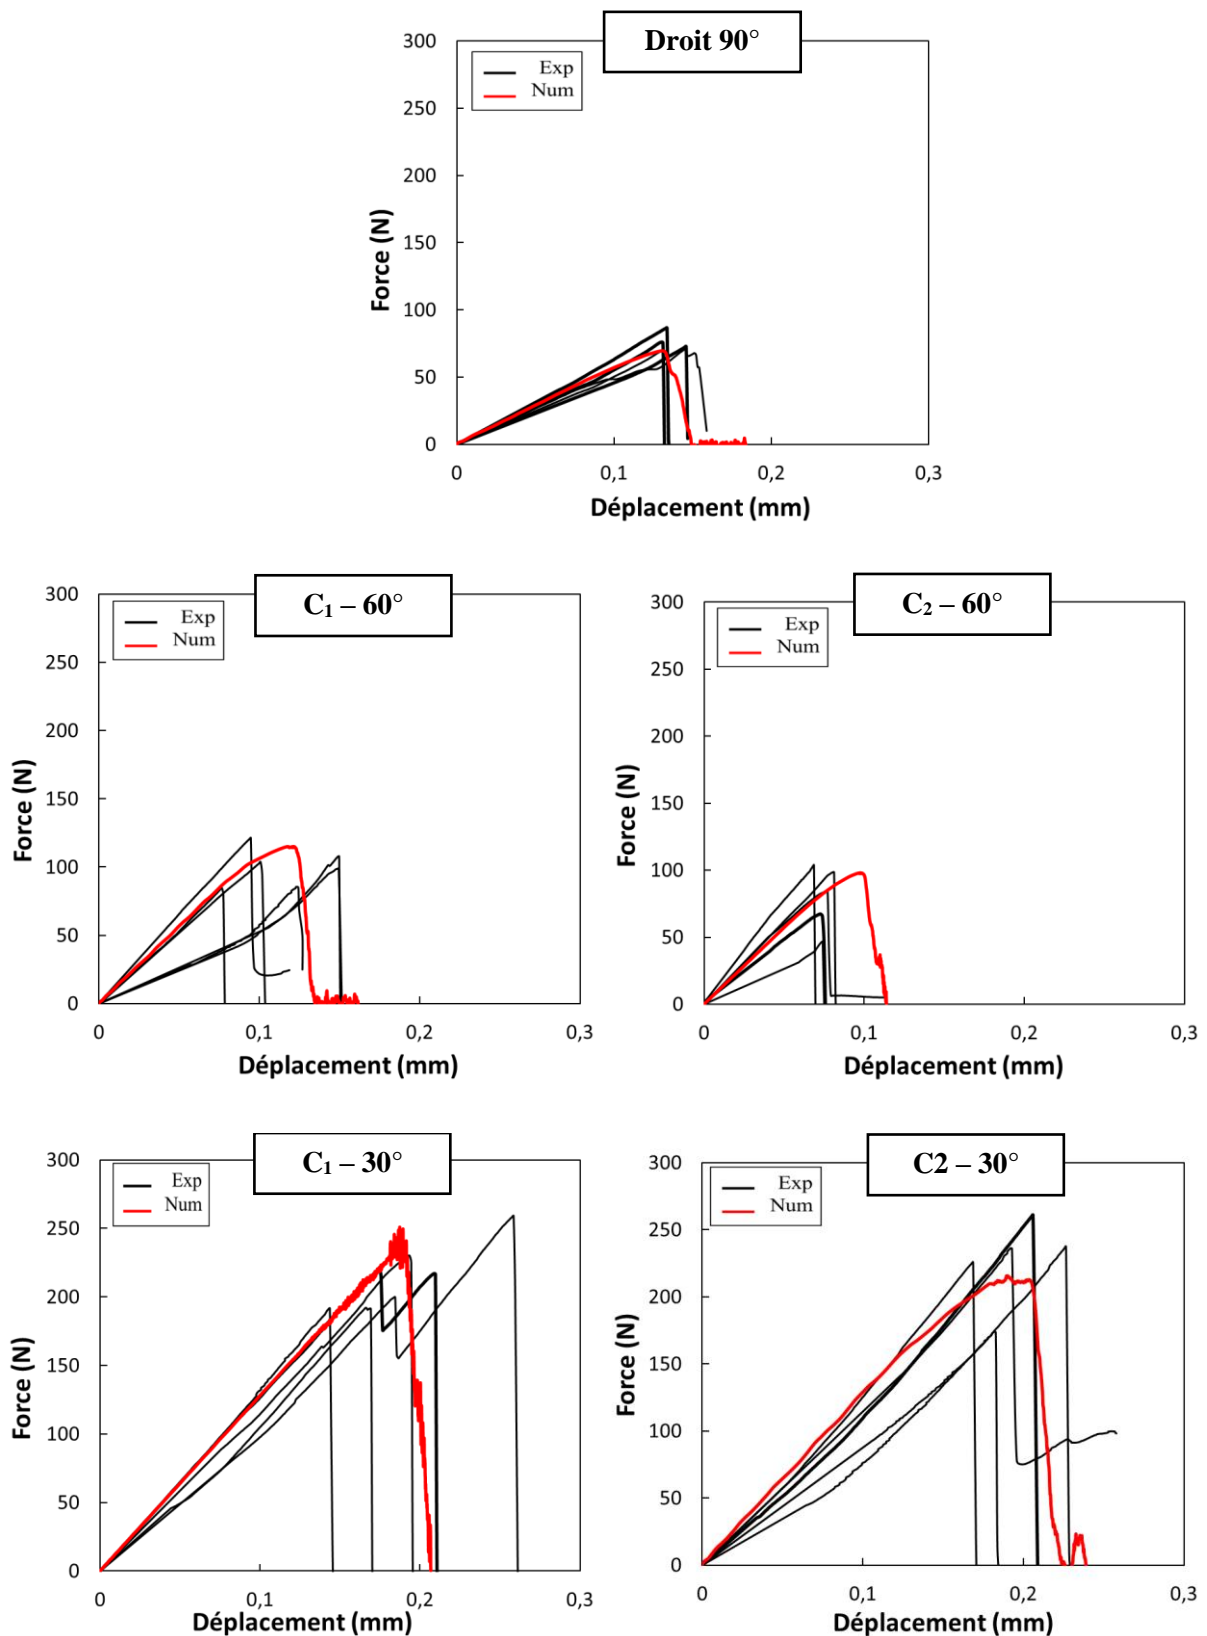 Droit 90°
Exp
Num
300
250
200
150
100
50
0
Force (N)
0
0,1
0,2
0,3
Déplacement (mm)
C₁ – 60°
Exp
Num
300
250
200
150
100
50
0
Force (N)
0
0,1
0,2
0,3
Déplacement (mm)
C₂ – 60°
Exp
Num
300
250
200
150
100
50
0
Force (N)
0
0,1
0,2
0,3
Déplacement (mm)
C₁ – 30°
Exp
Num
300
250
200
150
100
50
0
Force (N)
0
0,1
0,2
0,3
Déplacement (mm)
C2 – 30°
Exp
Num
300
250
200
150
100
50
0
Force (N)
0
0,1
0,2
0,3
Déplacement (mm)